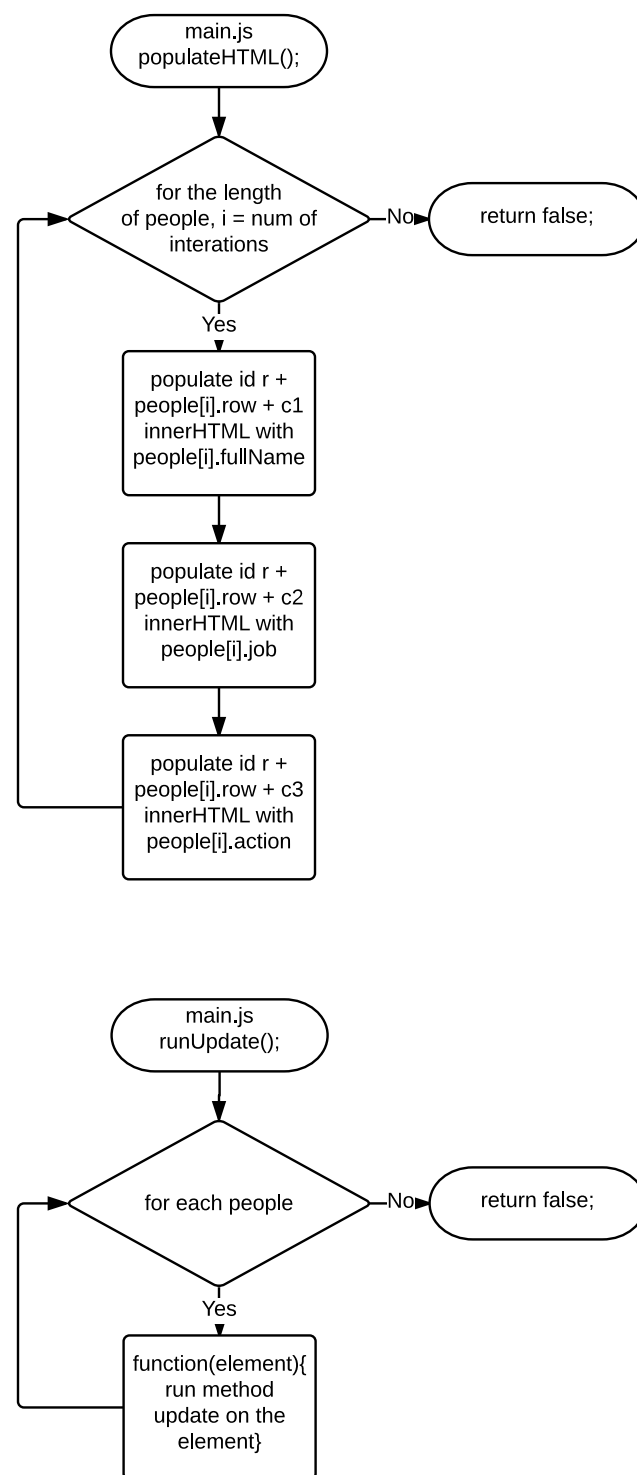 main.js
populateHTML();
for the length
of people, i = num of
interations
No
return false;
Yes
populate id r +
people[i].row + c1
innerHTML with
people[i].fullName
populate id r +
people[i].row + c2
innerHTML with
people[i].job
populate id r +
people[i].row + c3
innerHTML with
people[i].action
main.js
runUpdate();
for each people
No
return false;
Yes
function(element){
run method
update on the
element}